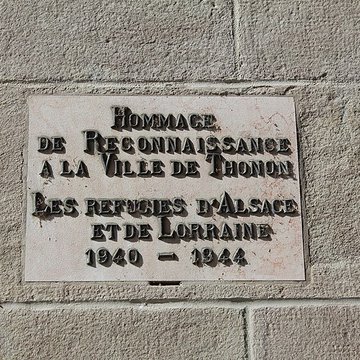 HOMMAGE
DE RECONNAISSANCE
A LA VILLE DE THONON
LES REFUGIES D'ALSACE
ET DE LORRAINE
1940 – 1944